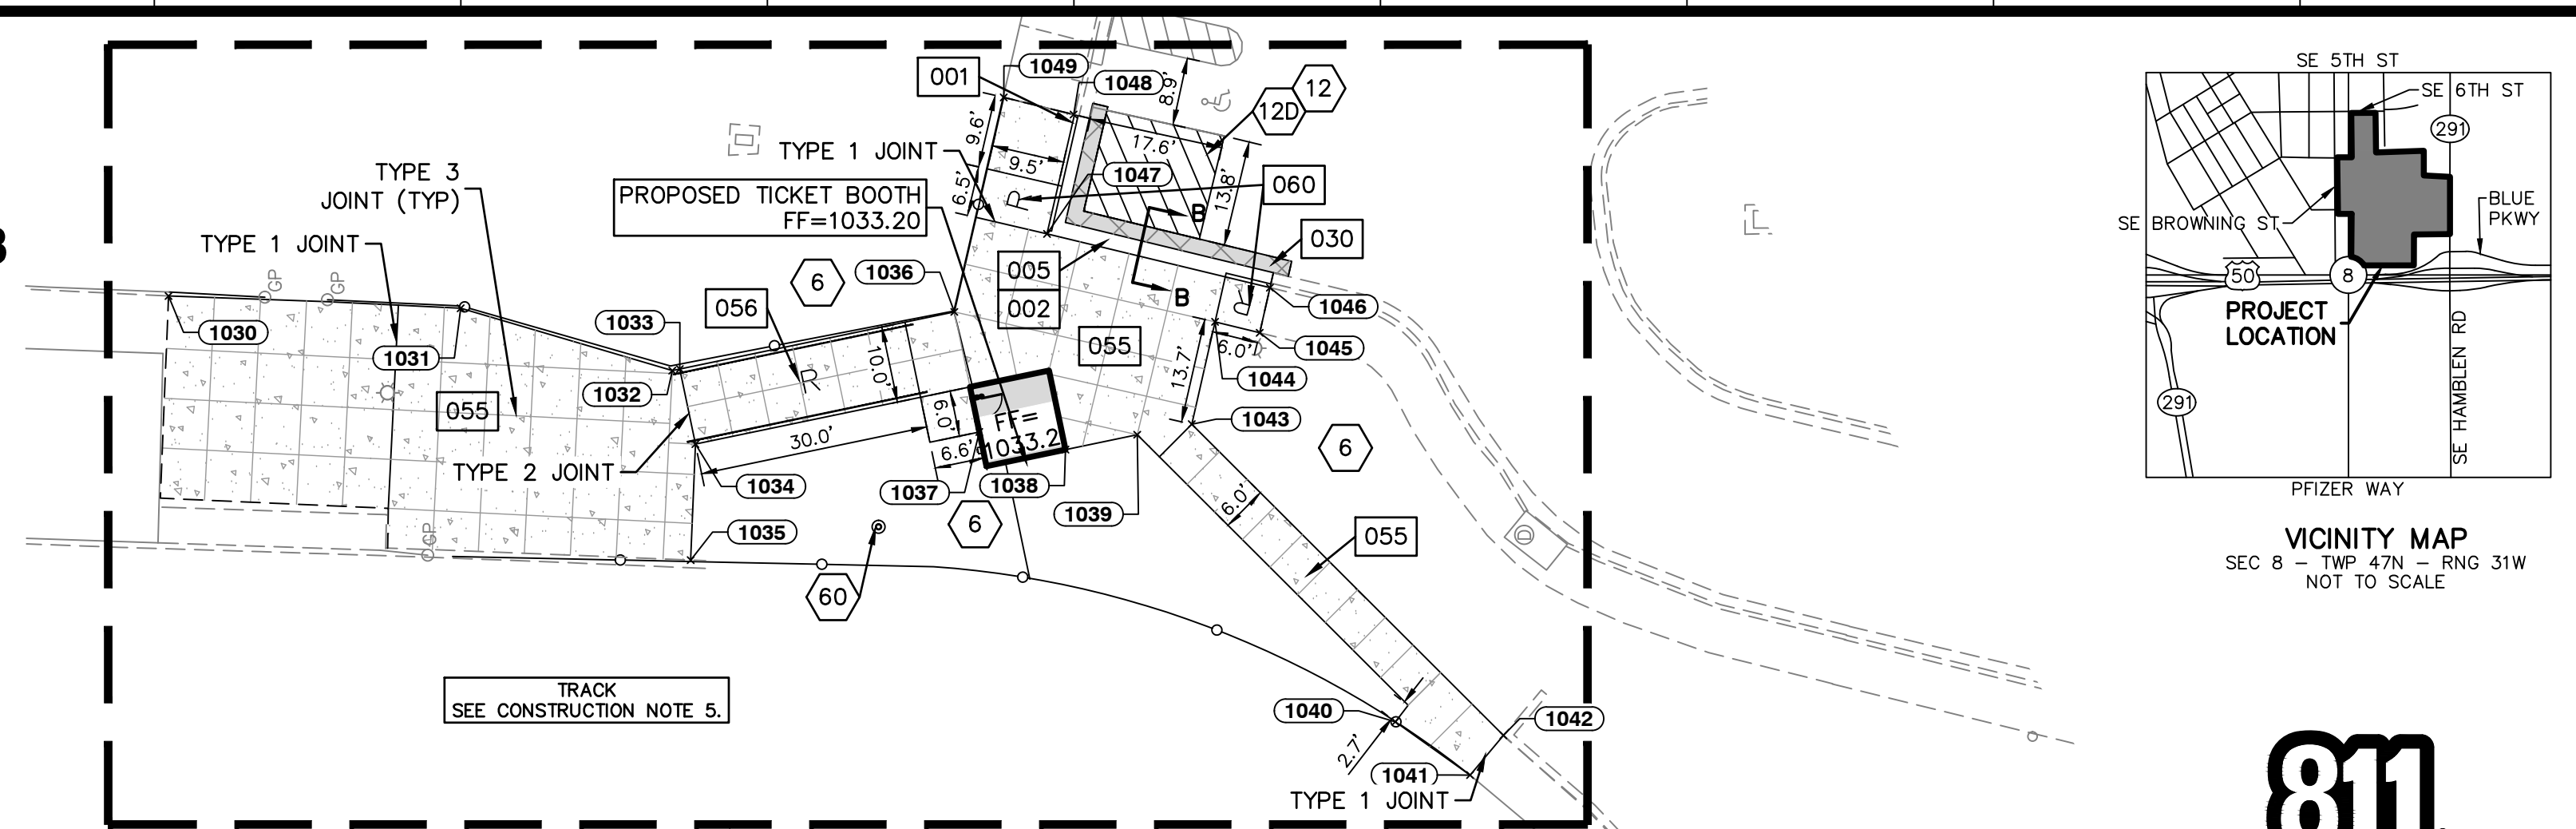 001
1049
1048
8.9'
12
12D
9.6'
TYPE 1 JOINT
17.6'
9.5'
1047
6.5'
R
13.8'
060
TYPE 3
JOINT (TYP)
PROPOSED TICKET BOOTH
FF=1033.20
B
030
TYPE 1 JOINT
GP
GP
6
1036
005
002
B
R
1046
1030
1033
056
055
1031
10.0'
R
6.0'
1045
1032
13.7'
1044
055
6.0'
FF=
1033.2
1043
30.0'
6.6'
6
TYPE 2 JOINT
1034
1037
1038
1039
6.0'
6
1035
GP
055
D
60
TRACK
SEE CONSTRUCTION NOTE 5.
1040
1042
2.7'
1041
TYPE 1 JOINT
SE 5TH ST
SE 6TH ST
291
BLUE
PKWY
SE BROWNING ST
50
8
PROJECT
LOCATION
291
SE HAMBLEN RD
PFIZER WAY
VICINITY MAP
SEC 8 - TWP 47N - RNG 31W
NOT TO SCALE
811